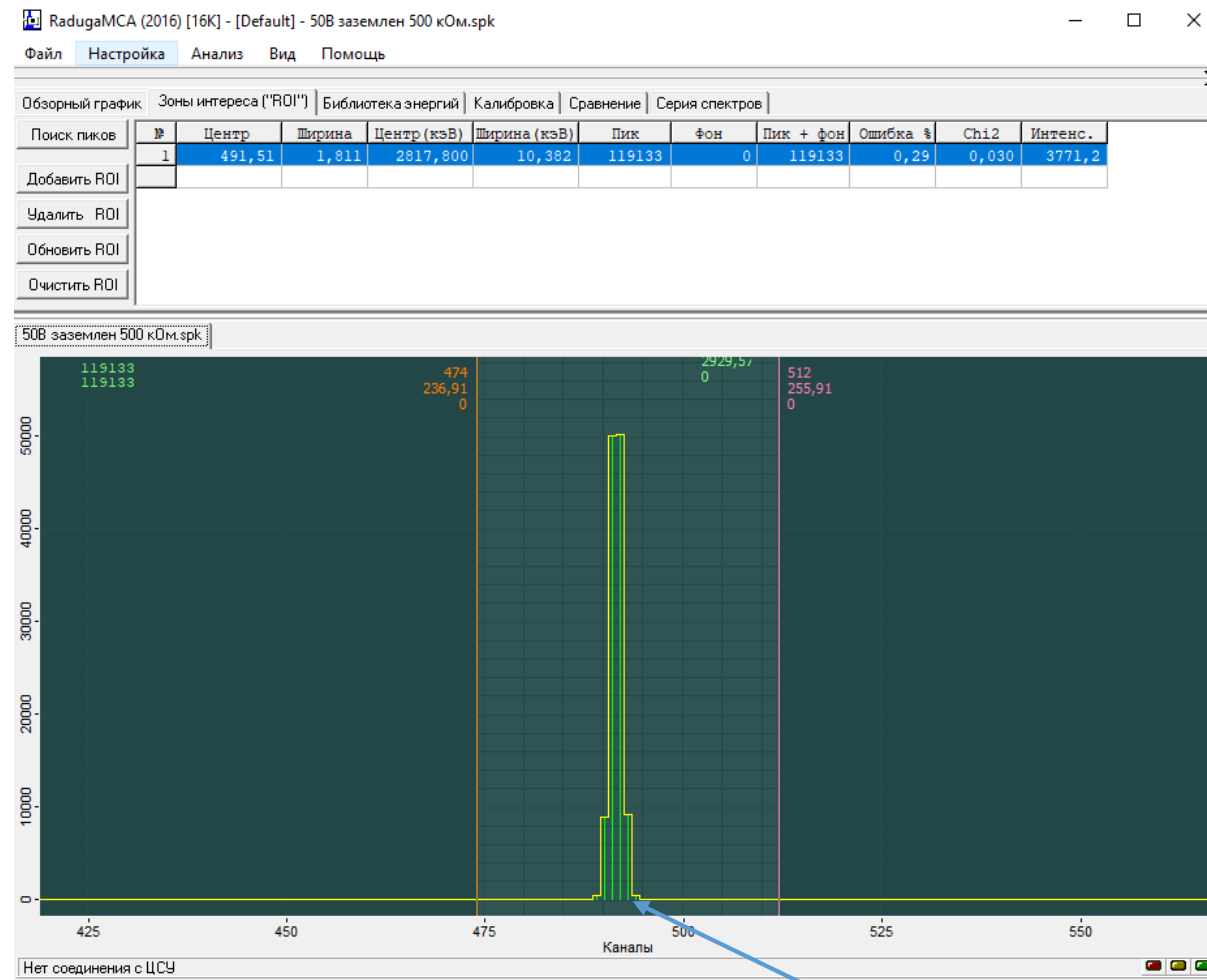 RadugaMCA (2016) [16K] - [Default] - 50В заземлен 500 кОм.spk
Файл Настройка Анализ Вид Помощь
Обзорный график Зоны интереса ("ROI") Библиотека энергий Калибровка Сравнение Серия спектров
Поиск пиков
№ Центр Ширина Центр(кэВ) Ширина(кэВ) Пик Фон Пик + фон Ошибка % Chi2 Интенс.
1 491,51 1,811 2817,800 10,382 119133 0 119133 0,29 0,030 3771,2
Добавить ROI
Удалить ROI
Обновить ROI
Очистить ROI
50В заземлен 500 кОм.spk
119133
119133
474
236,91
0
2929,57
0
512
255,91
0
50000
40000
30000
20000
10000
0
425 450 475 500 525 550
Каналы
Нет соединения с ЦСУ